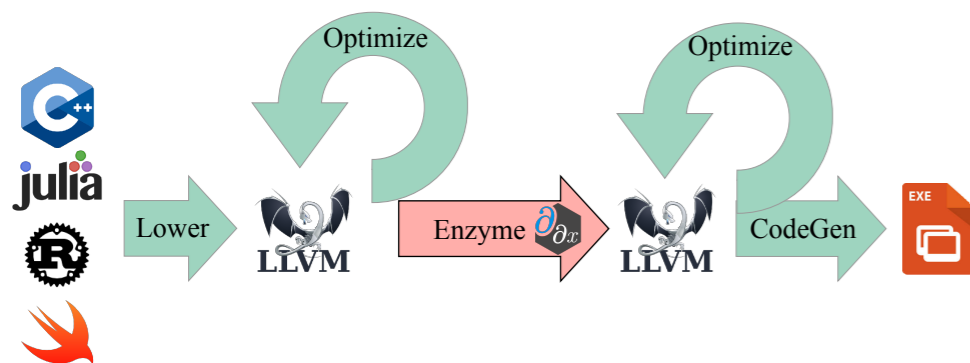 Optimize
Optimize
C++
julia
R
EXE
Lower
Enzyme ∂ ∂x
CodeGen
LLVM
LLVM